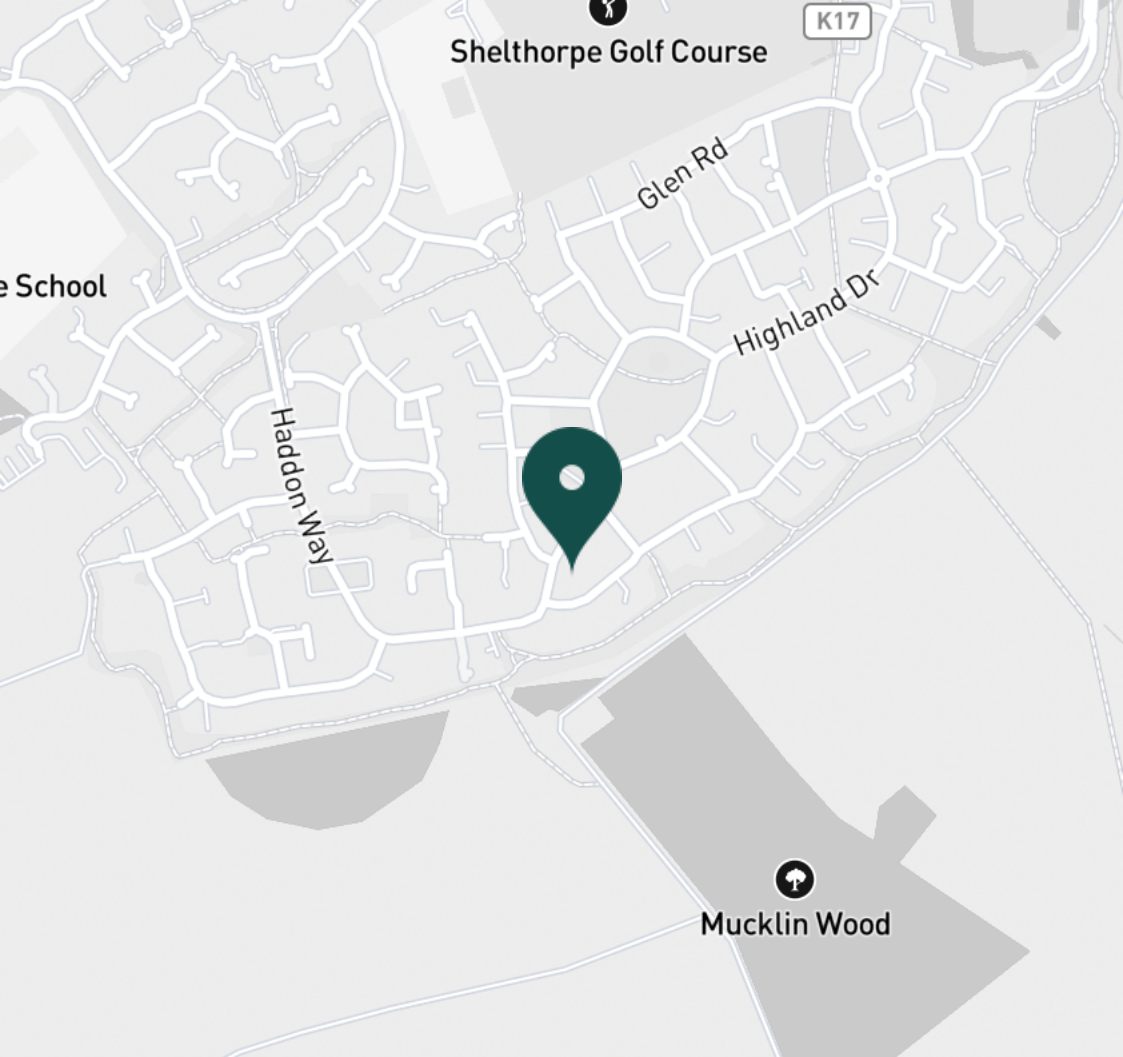 K17
Shelthorpe Golf Course
Glen Rd
e School
Highland Dr
Haddon Way
Mucklin Wood